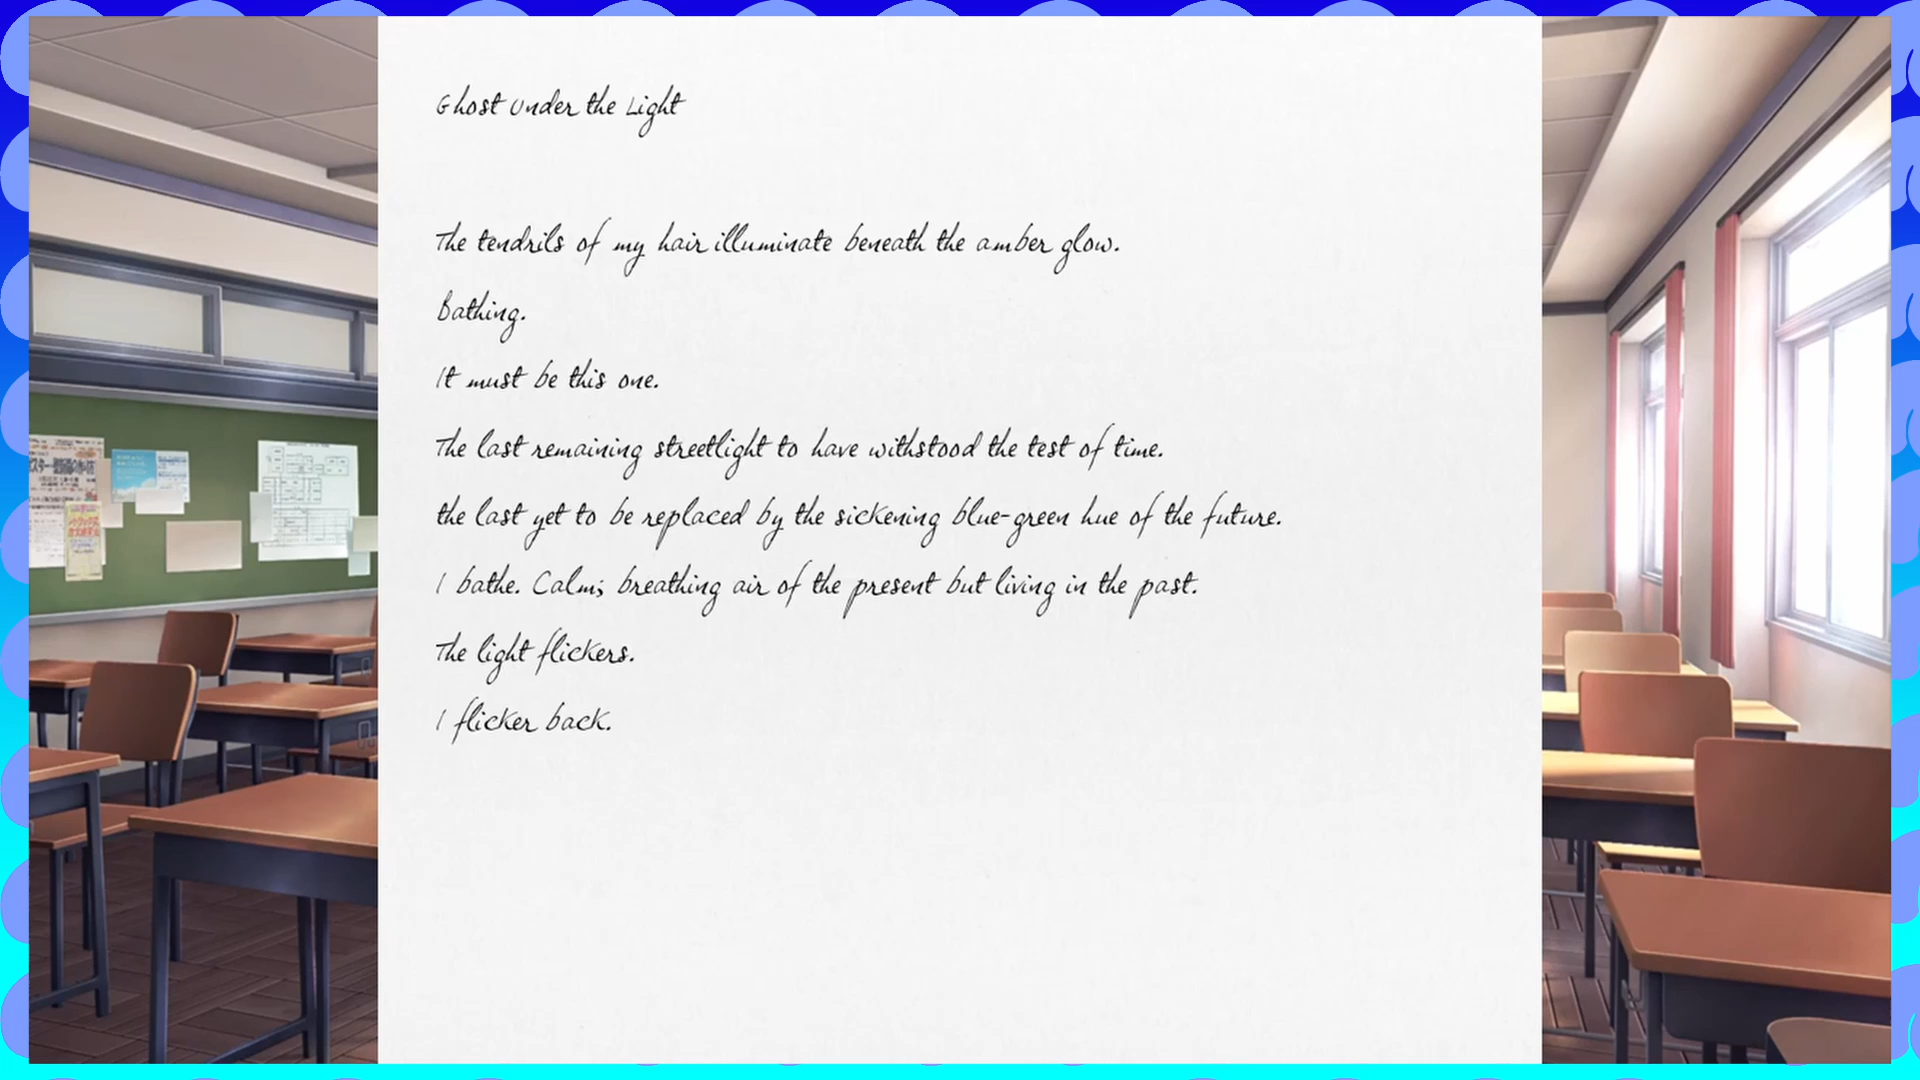 Ghost Under the Light
The tendrils of my hair illuminate beneath the amber glow.
Bathing.
It must be this one.
The last remaining streetlight to have withstood the test of time.
the last yet to be replaced by the sickening blue-green hue of the future.
I bathe. Calm; breathing air of the present but living in the past.
The light flickers.
I flicker back.